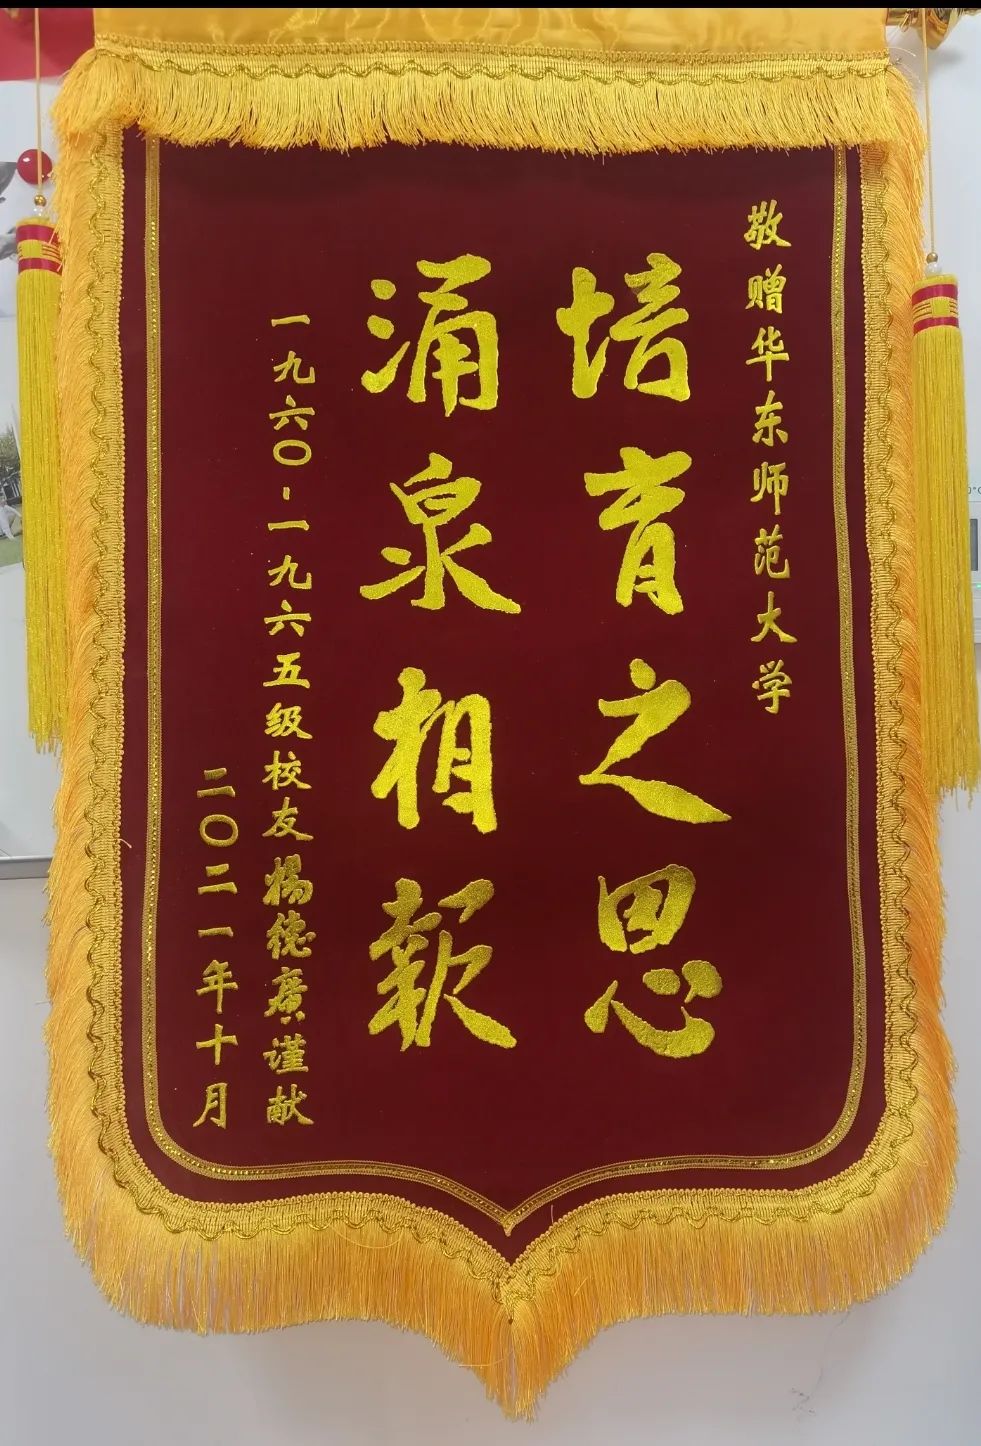 敬赠华东师范大学
培育之恩
涌泉相報
一九六〇-一九六五级校友楊德廣谨献
二〇二一年十月